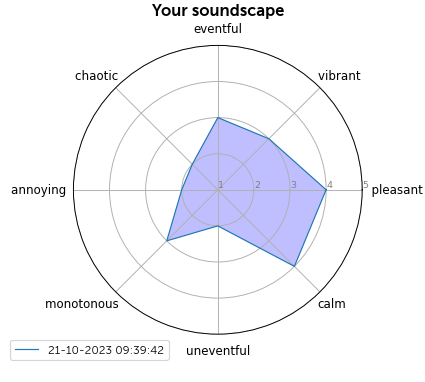 Your soundscape
eventful
chaotic
vibrant
annoying
1
2
3
4
5
pleasant
monotonous
calm
21-10-2023 09:39:42
uneventful